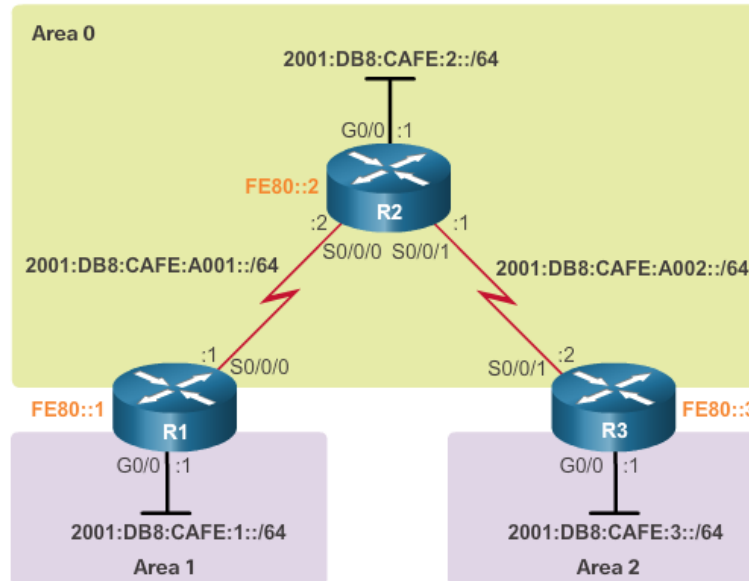 Area 0
2001:DB8:CAFE:2::/64
G0/0 :1
FE80::2
R2
:2 :1
S0/0/0 S0/0/1
2001:DB8:CAFE:A001::/64 2001:DB8:CAFE:A002::/64
:1 S0/0/0
:2
S0/0/1
FE80::1 R1
R3 FE80::3
G0/0 :1
G0/0 :1
2001:DB8:CAFE:1::/64
2001:DB8:CAFE:3::/64
Area 1
Area 2